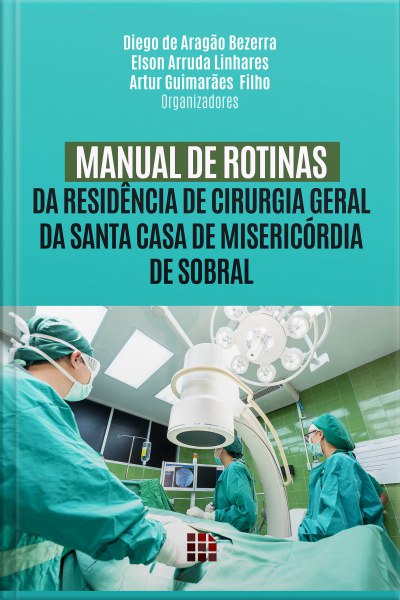 Diego de Aragão Bezerra
Elson Arruda Linhares
Artur Guimarães Filho
Organizadores
MANUAL DE ROTINAS
DA RESIDÊNCIA DE CIRURGIA GERAL
DA SANTA CASA DE MISERICÓRDIA
DE SOBRAL